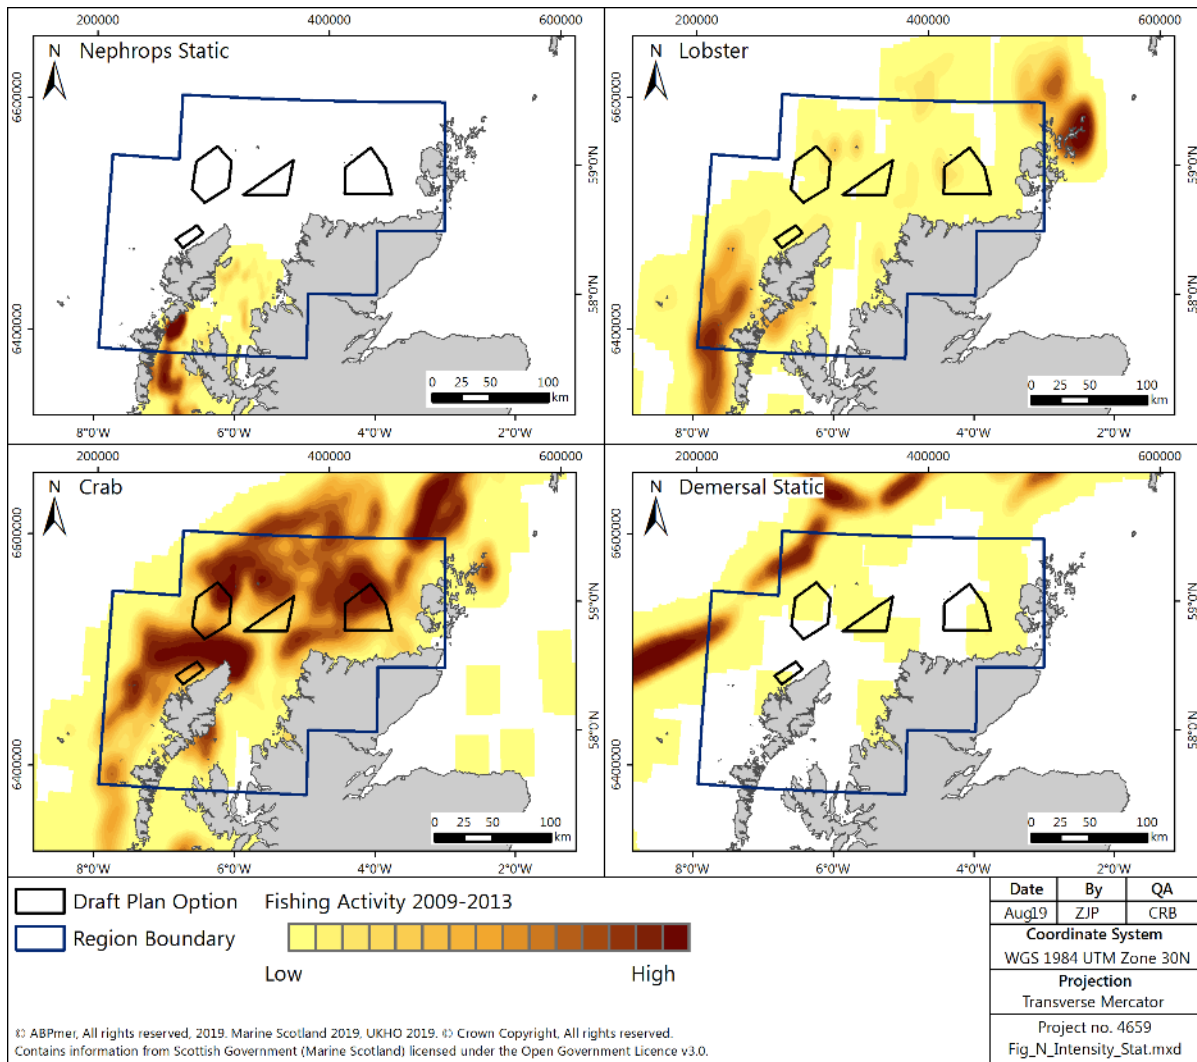 200000 400000 600000
N Nephrops Static
6600000
6400000
59°0'N
58°0'N
0 25 50 100
km
8°0'W 6°0'W 4°0'W 2°0'W
200000 400000 600000
N Lobster
6600000
6400000
59°0'N
58°0'N
0 25 50 100
km
8°0'W 6°0'W 4°0'W 2°0'W
200000 400000 600000
N Crab
6600000
6400000
59°0'N
58°0'N
0 25 50 100
km
8°0'W 6°0'W 4°0'W 2°0'W
200000 400000 600000
N Demersal Static
6600000
6400000
59°0'N
58°0'N
0 25 50 100
km
8°0'W 6°0'W 4°0'W 2°0'W
Draft Plan Option
Region Boundary
Fishing Activity 2009-2013
Low High
Date By QA
Aug19 ZJP CRB
Coordinate System
WGS 1984 UTM Zone 30N
Projection
Transverse Mercator
Project no. 4659
Fig_N_Intensity_Stat.mxd
© ABPmer, All rights reserved, 2019. Marine Scotland 2019, UKHO 2019. © Crown Copyright, All rights reserved.
Contains information from Scottish Government (Marine Scotland) licensed under the Open Government Licence v3.0.